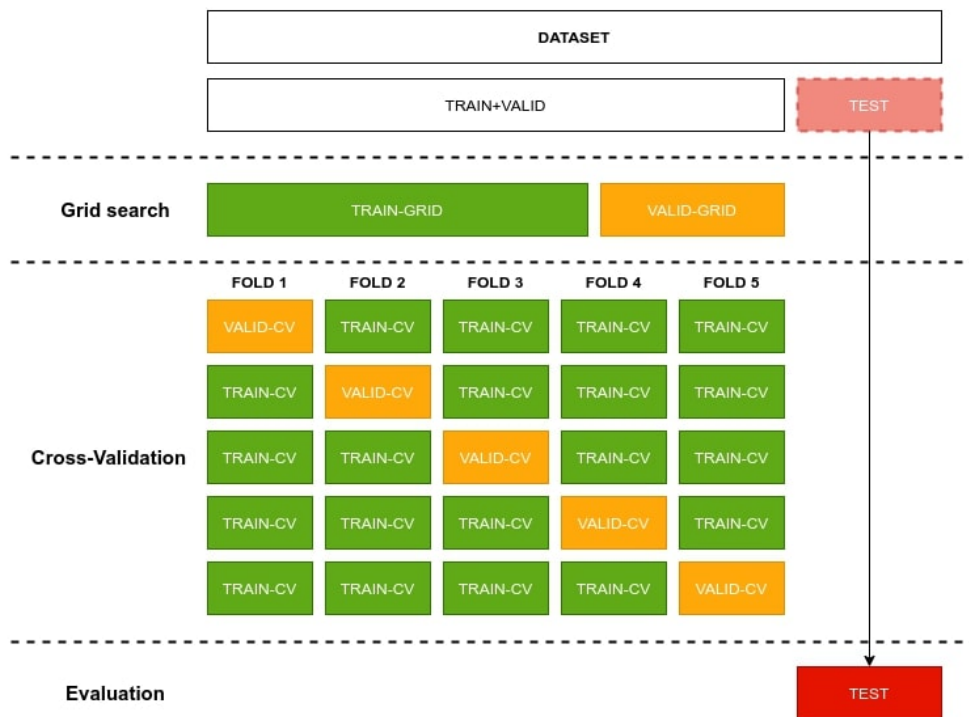 DATASET
TRAIN+VALID TEST
Grid search TRAIN-GRID VALID-GRID
FOLD 1 FOLD 2 FOLD 3 FOLD 4 FOLD 5
VALID-CV TRAIN-CV TRAIN-CV TRAIN-CV TRAIN-CV
TRAIN-CV VALID-CV TRAIN-CV TRAIN-CV TRAIN-CV
Cross-Validation TRAIN-CV TRAIN-CV VALID-CV TRAIN-CV TRAIN-CV
TRAIN-CV TRAIN-CV TRAIN-CV VALID-CV TRAIN-CV
TRAIN-CV TRAIN-CV TRAIN-CV TRAIN-CV VALID-CV
Evaluation TEST